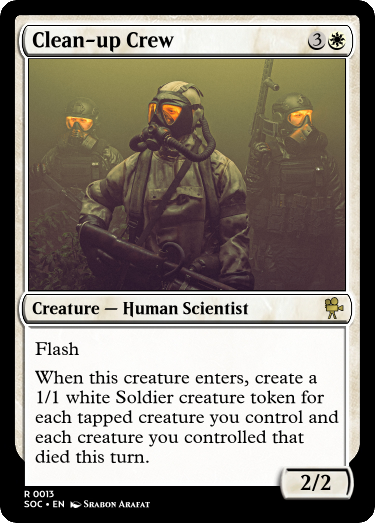 Clean-up Crew 3
Creature — Human Scientist
Flash
When this creature enters, create a
1/1 white Soldier creature token for
each tapped creature you control and
each creature you controlled that
died this turn.
2/2
R 0013
SOC • EN Srabon Arafat